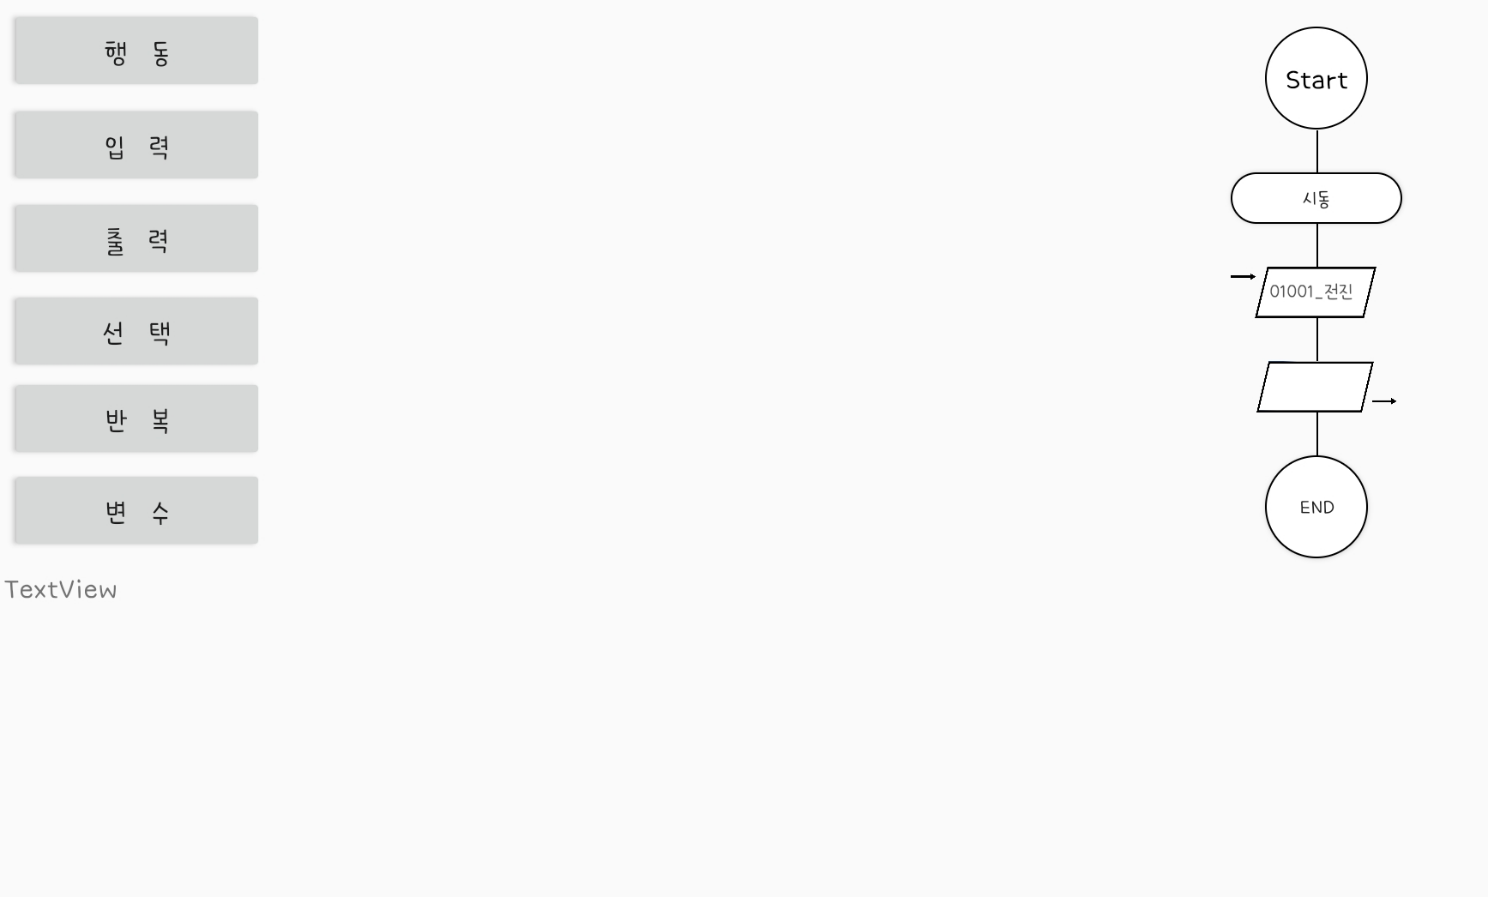 행 동
입 력
출 력
선 택
반 복
변 수
TextView
Start
시동
01001_전진
END